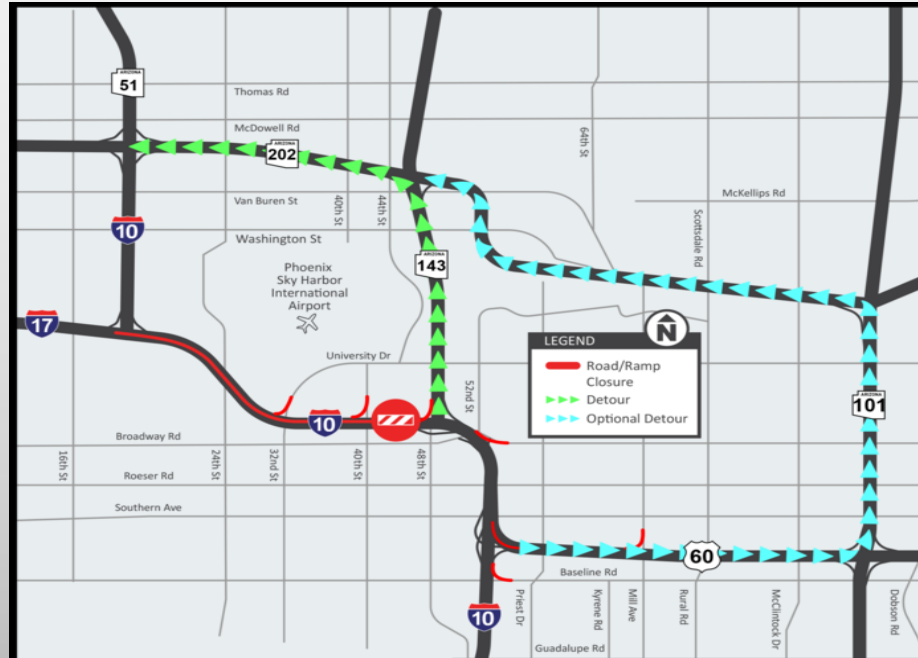 ARIZONA
51
Thomas Rd
McDowell Rd
ARIZONA
202
64th St
McKellips Rd
Van Buren St
40th St
44th St
Scottsdale Rd
10
Washington St
ARIZONA
143
Phoenix
Sky Harbor
International
Airport
17
N
LEGEND
Road/Ramp
Closure
Detour
Optional Detour
University Dr
52nd St
ARIZONA
101
10
Broadway Rd
16th St
24th St
32nd St
40th St
48th St
Roeser Rd
Southern Ave
60
Baseline Rd
10
Priest Dr
Kyrene Rd
Mill Ave
Rural Rd
McClintock Dr
Dobson Rd
Guadalupe Rd